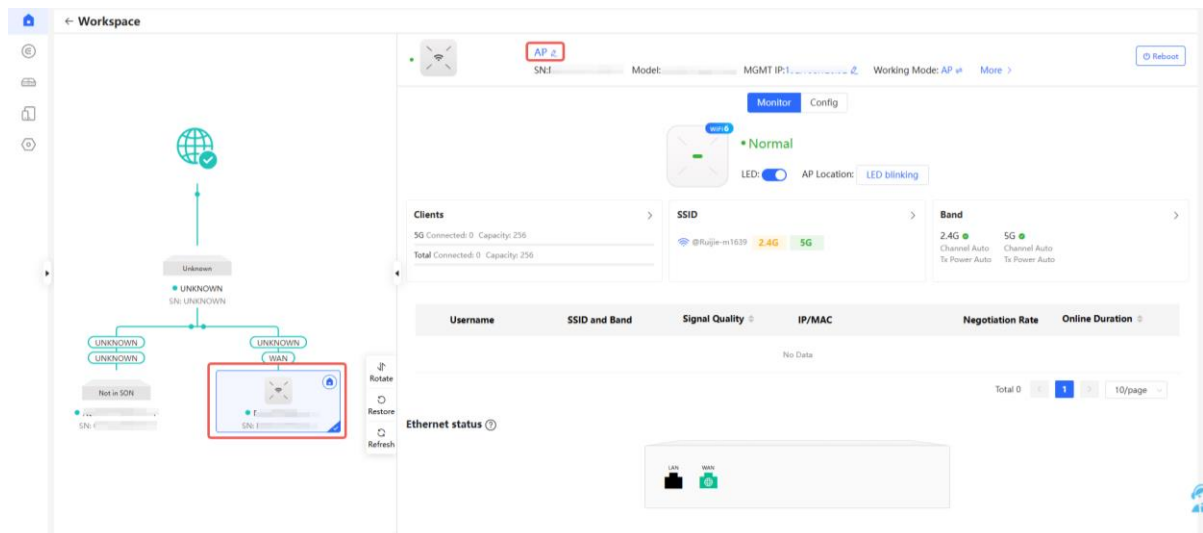 ← Workspace
AP
SN:
Model:
MGMT IP:1
Working Mode: AP
More >
Reboot
Monitor
Config
WiFi 6
Normal
LED:
AP Location:
LED blinking
Clients >
5G Connected: 0 Capacity: 256
Total Connected: 0 Capacity: 256
SSID >
@Ruijie-m1639 2.4G 5G
Band >
2.4G 5G
Channel Auto Channel Auto
Tx Power Auto Tx Power Auto
Username SSID and Band Signal Quality IP/MAC Negotiation Rate Online Duration
No Data
Total 0 < 1 > 10/page
Ethernet status
LAN WAN
Unknown
UNKNOWN
SN: UNKNOWN
UNKNOWN
UNKNOWN
UNKNOWN
WAN
Not in SON
SN:
SN:
Rotate
Restore
Refresh